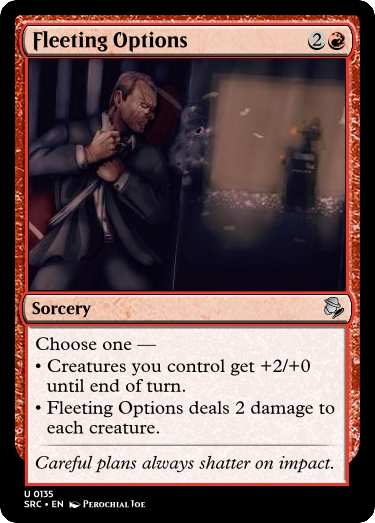 Fleeting Options 2
Sorcery
Choose one —
• Creatures you control get +2/+0
until end of turn.
• Fleeting Options deals 2 damage to
each creature.
Careful plans always shatter on impact.
U 0135
SRC • EN Perochial Joe